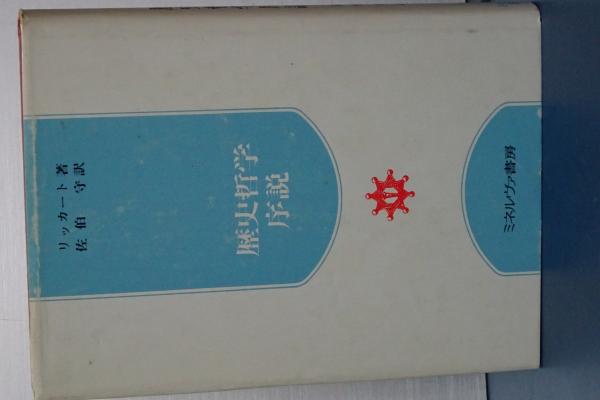 リッカート著
佐伯 守訳
歴史哲学
序説
ミネルヴァ書房